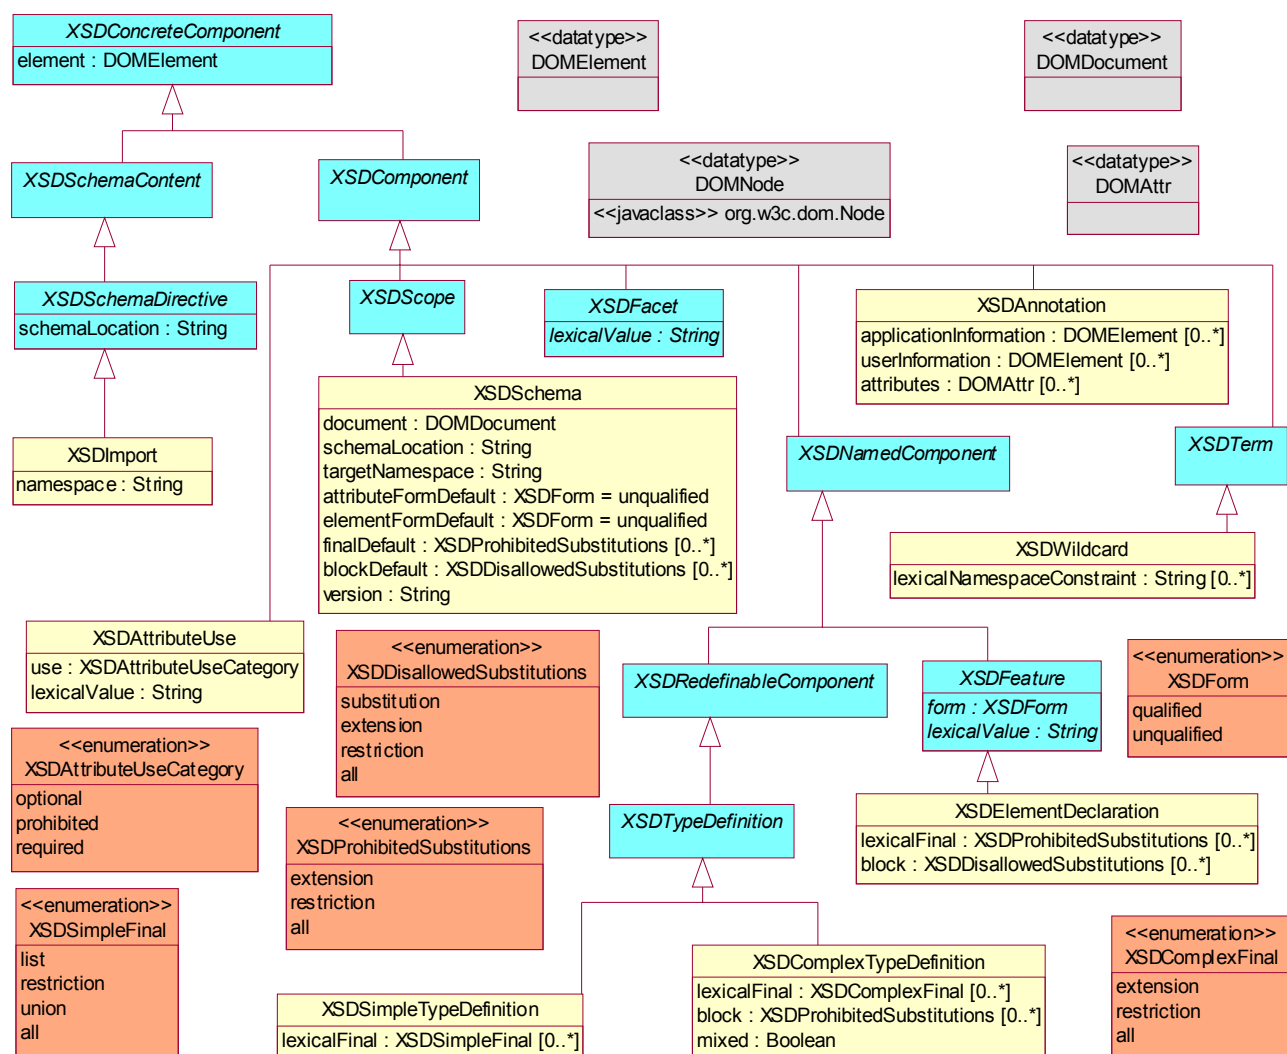 XSDConcreteComponent
element : DOMElement
<<datatype>>
DOMElement
<<datatype>>
DOMDocument
XSDSchemaContent
XSDComponent
<<datatype>>
DOMNode
<<javaclass>> org.w3c.dom.Node
<<datatype>>
DOMAttr
XSDSchemaDirective
schemaLocation : String
XSDScope
XSDFacet
lexicalValue : String
XSDAnnotation
applicationInformation : DOMElement [0..*]
userInformation : DOMElement [0..*]
attributes : DOMAttr [0..*]
XSDImport
namespace : String
XSDSchema
document : DOMDocument
schemaLocation : String
targetNamespace : String
attributeFormDefault : XSDForm = unqualified
elementFormDefault : XSDForm = unqualified
finalDefault : XSDProhibitedSubstitutions [0..*]
blockDefault : XSDDisallowedSubstitutions [0..*]
version : String
XSDNamedComponent
XSDTerm
XSDWildcard
lexicalNamespaceConstraint : String [0..*]
XSDAttributeUse
use : XSDAttributeUseCategory
lexicalValue : String
<<enumeration>>
XSDDisallowedSubstitutions
substitution
extension
restriction
all
XSDRedefinableComponent
XSDFeature
form : XSDForm
lexicalValue : String
<<enumeration>>
XSDForm
qualified
unqualified
<<enumeration>>
XSDAttributeUseCategory
optional
prohibited
required
<<enumeration>>
XSDProhibitedSubstitutions
extension
restriction
all
XSDTypeDefinition
XSDElementDeclaration
lexicalFinal : XSDProhibitedSubstitutions [0..*]
block : XSDDisallowedSubstitutions [0..*]
<<enumeration>>
XSDSimpleFinal
list
restriction
union
all
XSDSimpleTypeDefinition
lexicalFinal : XSDSimpleFinal [0..*]
XSDComplexTypeDefinition
lexicalFinal : XSDComplexFinal [0..*]
block : XSDProhibitedSubstitutions [0..*]
mixed : Boolean
<<enumeration>>
XSDComplexFinal
extension
restriction
all